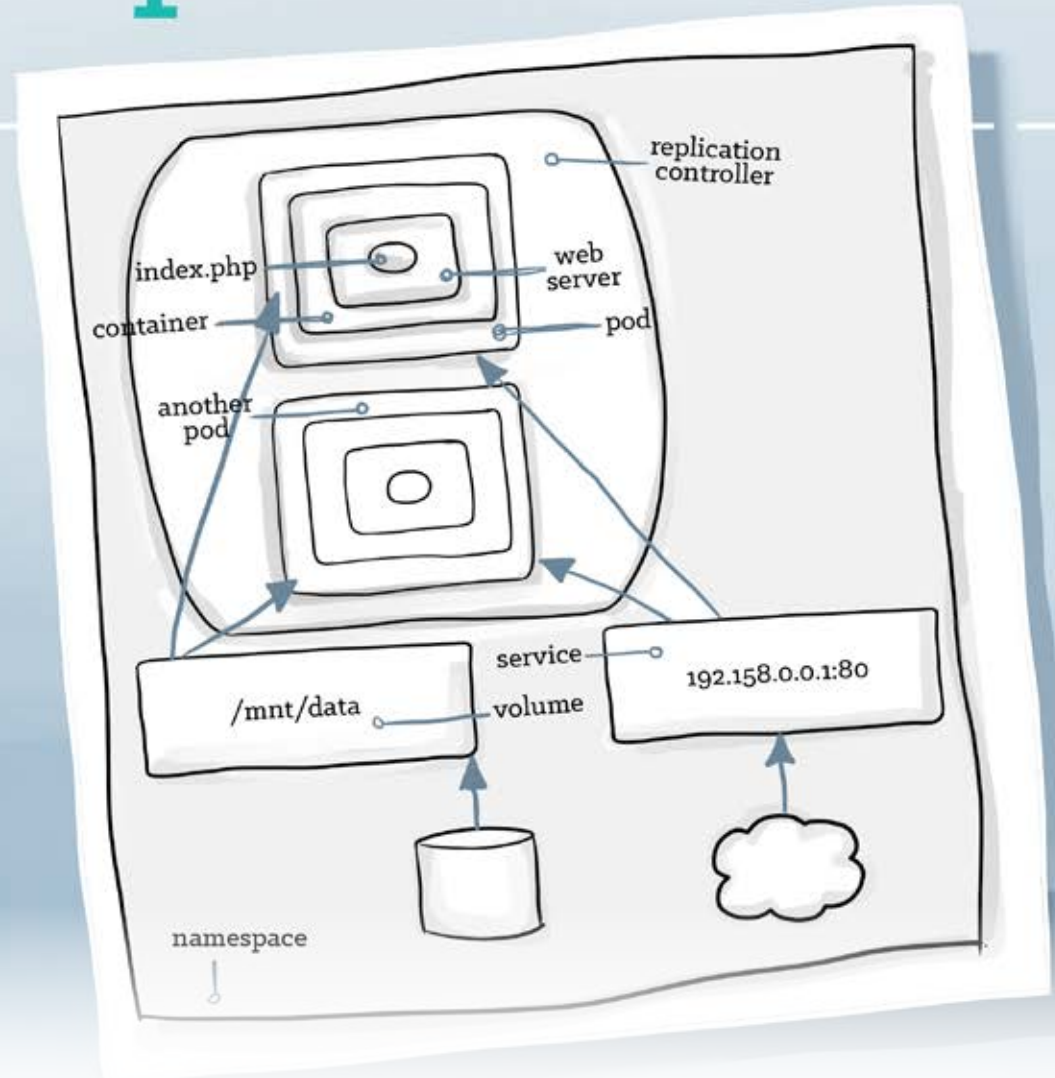 replication
controller
index.php
web
server
container
pod
another
pod
service
192.158.0.0.1:80
/mnt/data
volume
namespace